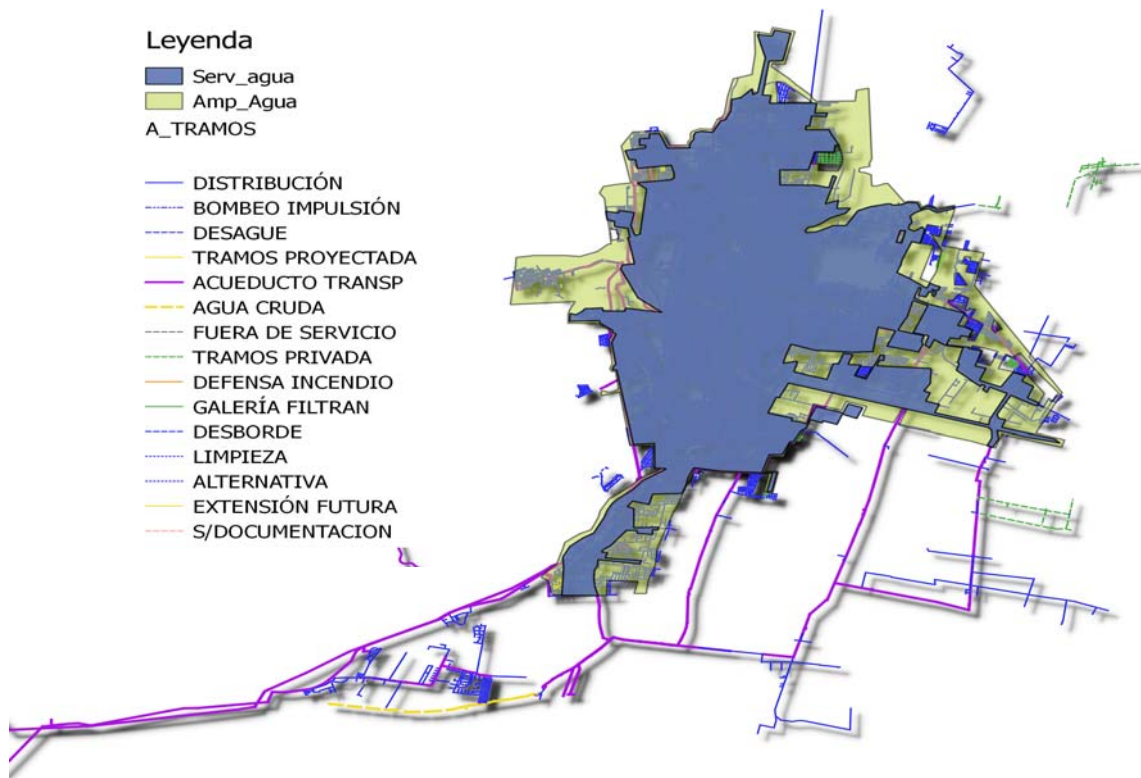 Leyenda
Serv_agua
Amp_Agua
A_TRAMOS
DISTRIBUCIÓN
BOMBEO IMPULSIÓN
DESAGUE
TRAMOS PROYECTADA
ACUEDUCTO TRANSP
AGUA CRUDA
FUERA DE SERVICIO
TRAMOS PRIVADA
DEFENSA INCENDIO
GALERÍA FILTRAN
DESBORDE
LIMPIEZA
ALTERNATIVA
EXTENSIÓN FUTURA
S/DOCUMENTACION